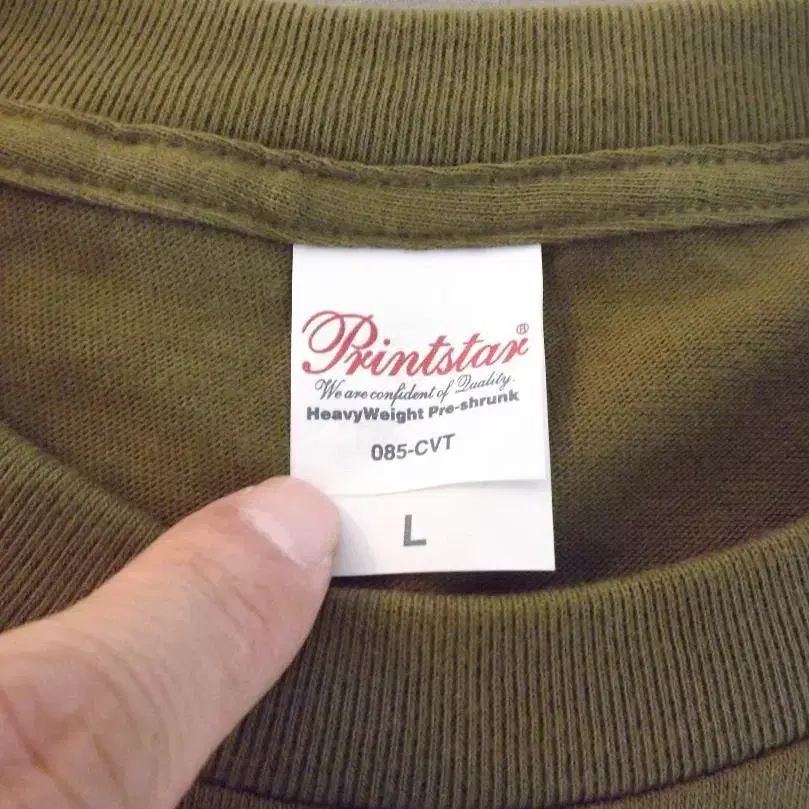 Printstar®
We are confident of Quality.
HeavyWeight Pre-shrunk
085-CVT
L